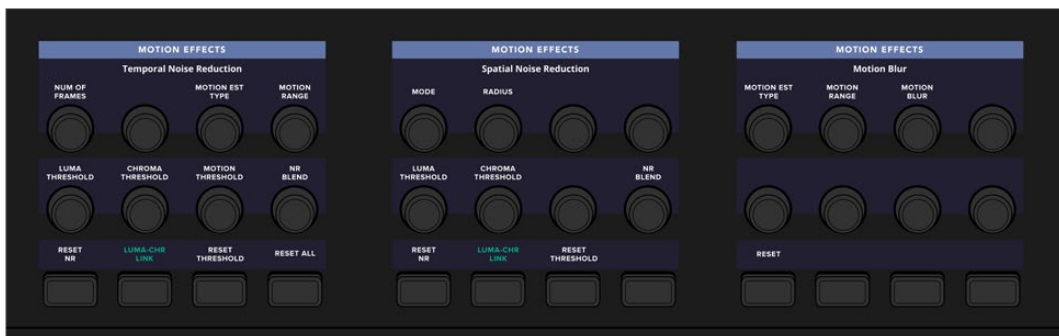 MOTION EFFECTS
Temporal Noise Reduction
NUM OF
FRAMES
MOTION EST
TYPE
MOTION
RANGE
LUMA
THRESHOLD
CHROMA
THRESHOLD
MOTION
THRESHOLD
NR
BLEND
RESET
NR
LUMA-CHR
LINK
RESET
THRESHOLD
RESET ALL
MOTION EFFECTS
Spatial Noise Reduction
MODE
RADIUS
LUMA
THRESHOLD
CHROMA
THRESHOLD
NR
BLEND
RESET
NR
LUMA-CHR
LINK
RESET
THRESHOLD
MOTION EFFECTS
Motion Blur
MOTION EST
TYPE
MOTION
RANGE
MOTION
BLUR
RESET